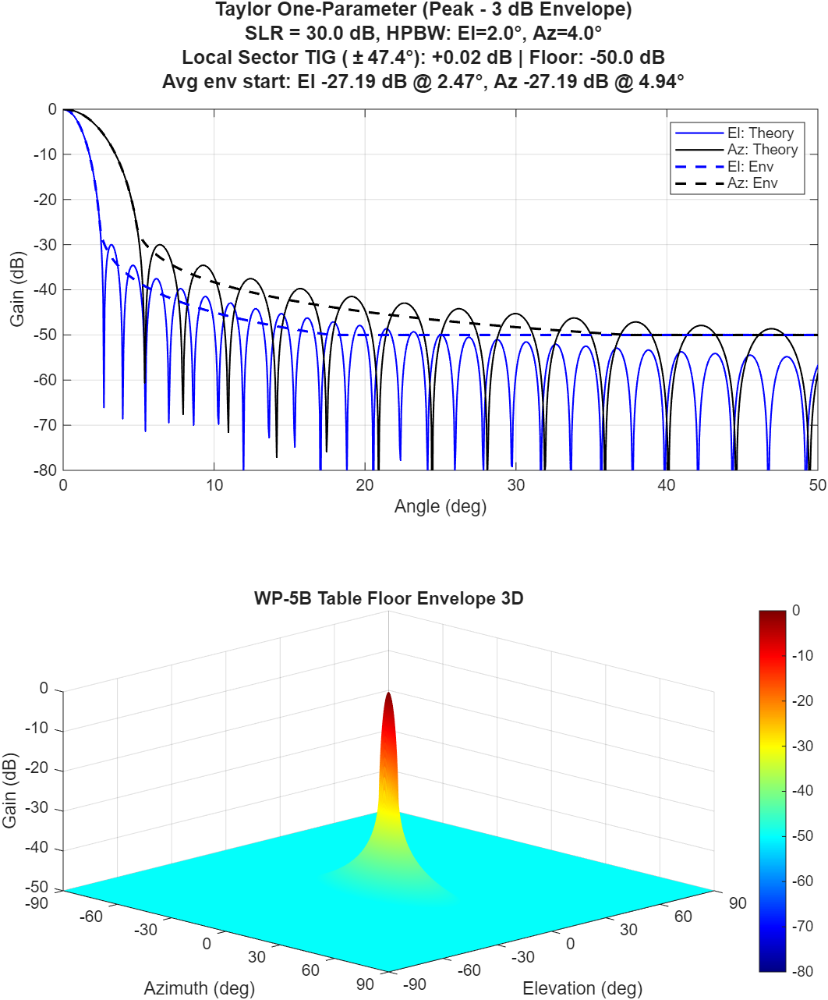 Taylor One-Parameter (Peak - 3 dB Envelope)
SLR = 30.0 dB, HPBW: El=2.0°, Az=4.0°
Local Sector TIG ( ± 47.4°): +0.02 dB | Floor: -50.0 dB
Avg env start: El -27.19 dB @ 2.47°, Az -27.19 dB @ 4.94°
0
-10
-20
-30
-40
-50
-60
-70
-80
Gain (dB)
El: Theory
Az: Theory
El: Env
Az: Env
0 10 20 30 40 50
Angle (deg)
WP-5B Table Floor Envelope 3D
0
-10
-20
-30
-40
-50
Gain (dB)
-90 -60 -30 0 30 60 90
Azimuth (deg)
-90 -60 -30 0 30 60 90
Elevation (deg)
0
-10
-20
-30
-40
-50
-60
-70
-80